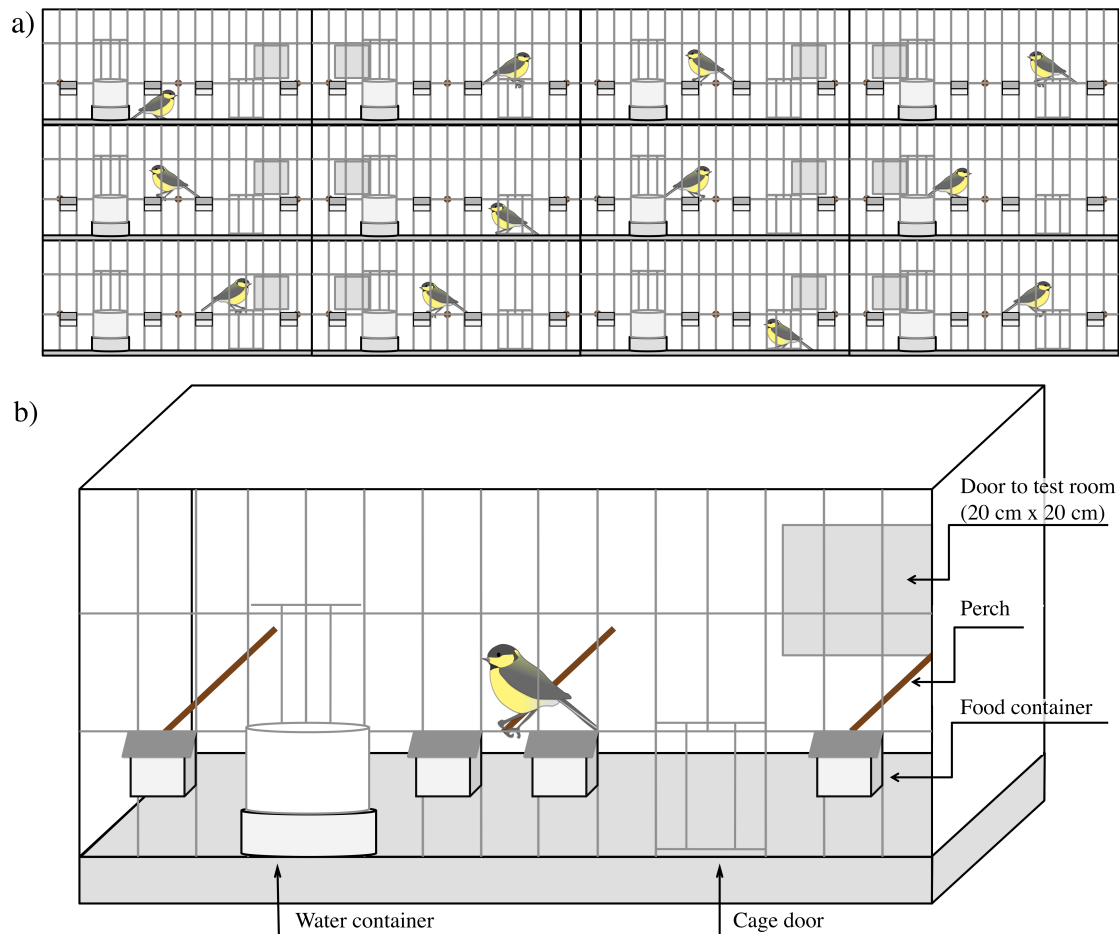 a)
b)
Door to test room
(20 cm x 20 cm)
Perch
Food container
Water container
Cage door